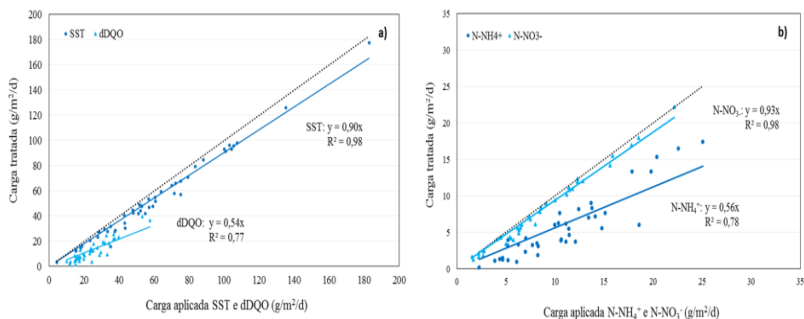 SST dDQO
a)
Carga tratada (g/m²/d)
200
180
160
140
120
100
80
60
40
20
0
SST: y = 0,90x
R² = 0,98
dDQO: y = 0,54x
R² = 0,77
0 20 40 60 80 100 120 140 160 180 200
Carga aplicada SST e dDQO (g/m²/d)
N-NH4+ N-NO3-
b)
Carga tratada (g/m²/d)
35
30
25
20
15
10
5
0
N-NO₃-: y = 0,93x
R² = 0,98
N-NH₄⁺: y = 0,56x
R² = 0,78
0 5 10 15 20 25 30 35
Carga aplicada N-NH₄⁺ e N-NO₃⁻ (g/m²/d)